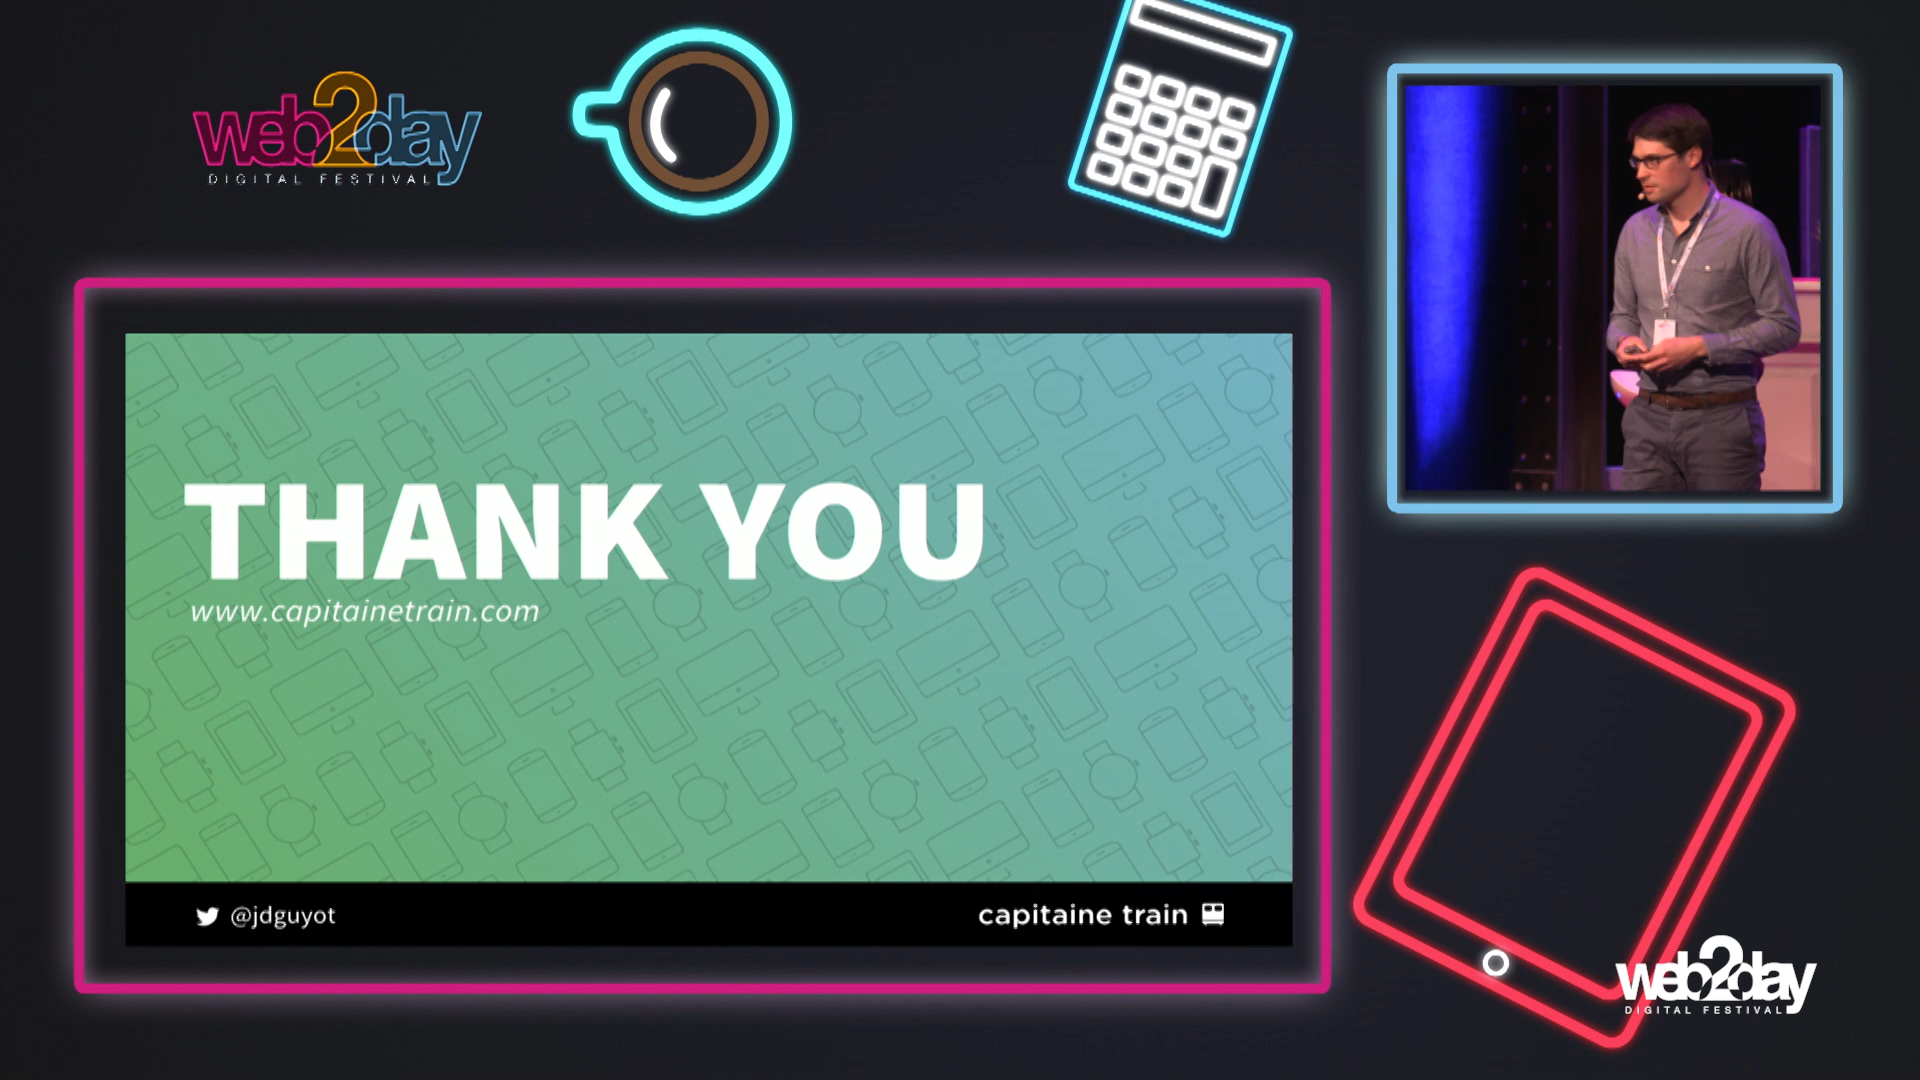 web2day
DIGITAL FESTIVAL
THANK YOU
www.capitainetrain.com
@jdguyot
capitaine train
web2day
DIGITAL FESTIVAL